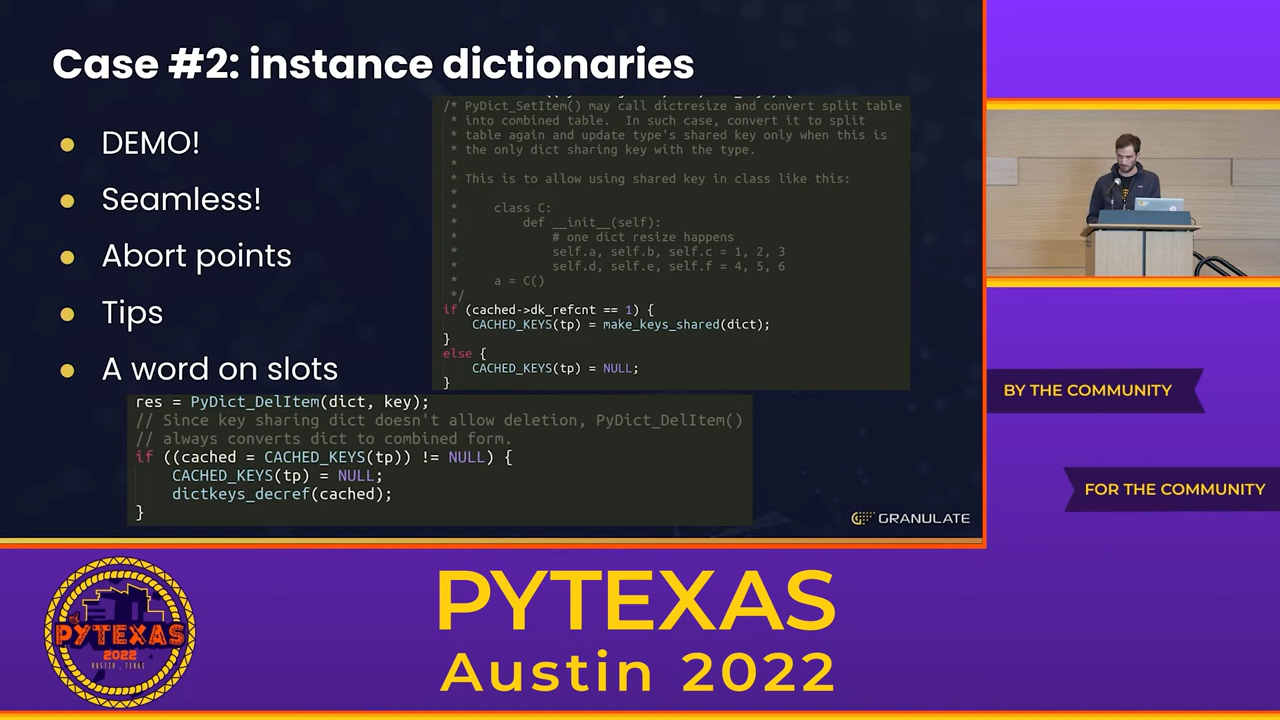 Case #2: instance dictionaries
DEMO!
Seamless!
Abort points
Tips
A word on slots
/* PyDict_SetItem() may call dictresize and convert split table
* into combined table.  In such case, convert it to split
* table again and update type's shared key only when this is
* the only dict sharing key with the type.
*
* This is to allow using shared key in class like this:
*
*     class C:
*         def __init__(self):
*             # one dict resize happens
*             self.a, self.b, self.c = 1, 2, 3
*             self.d, self.e, self.f = 4, 5, 6
*     a = C()
*/
if (cached->dk_refcnt == 1) {
    CACHED_KEYS(tp) = make_keys_shared(dict);
}
else {
    CACHED_KEYS(tp) = NULL;
}
res = PyDict_DelItem(dict, key);
// Since key sharing dict doesn't allow deletion, PyDict_DelItem()
// always converts dict to combined form.
if ((cached = CACHED_KEYS(tp)) != NULL) {
    CACHED_KEYS(tp) = NULL;
    dictkeys_decref(cached);
}
GRANULATE
BY THE COMMUNITY
FOR THE COMMUNITY
PYTEXAS
2022
AUSTIN, TEXAS
PYTEXAS
Austin 2022